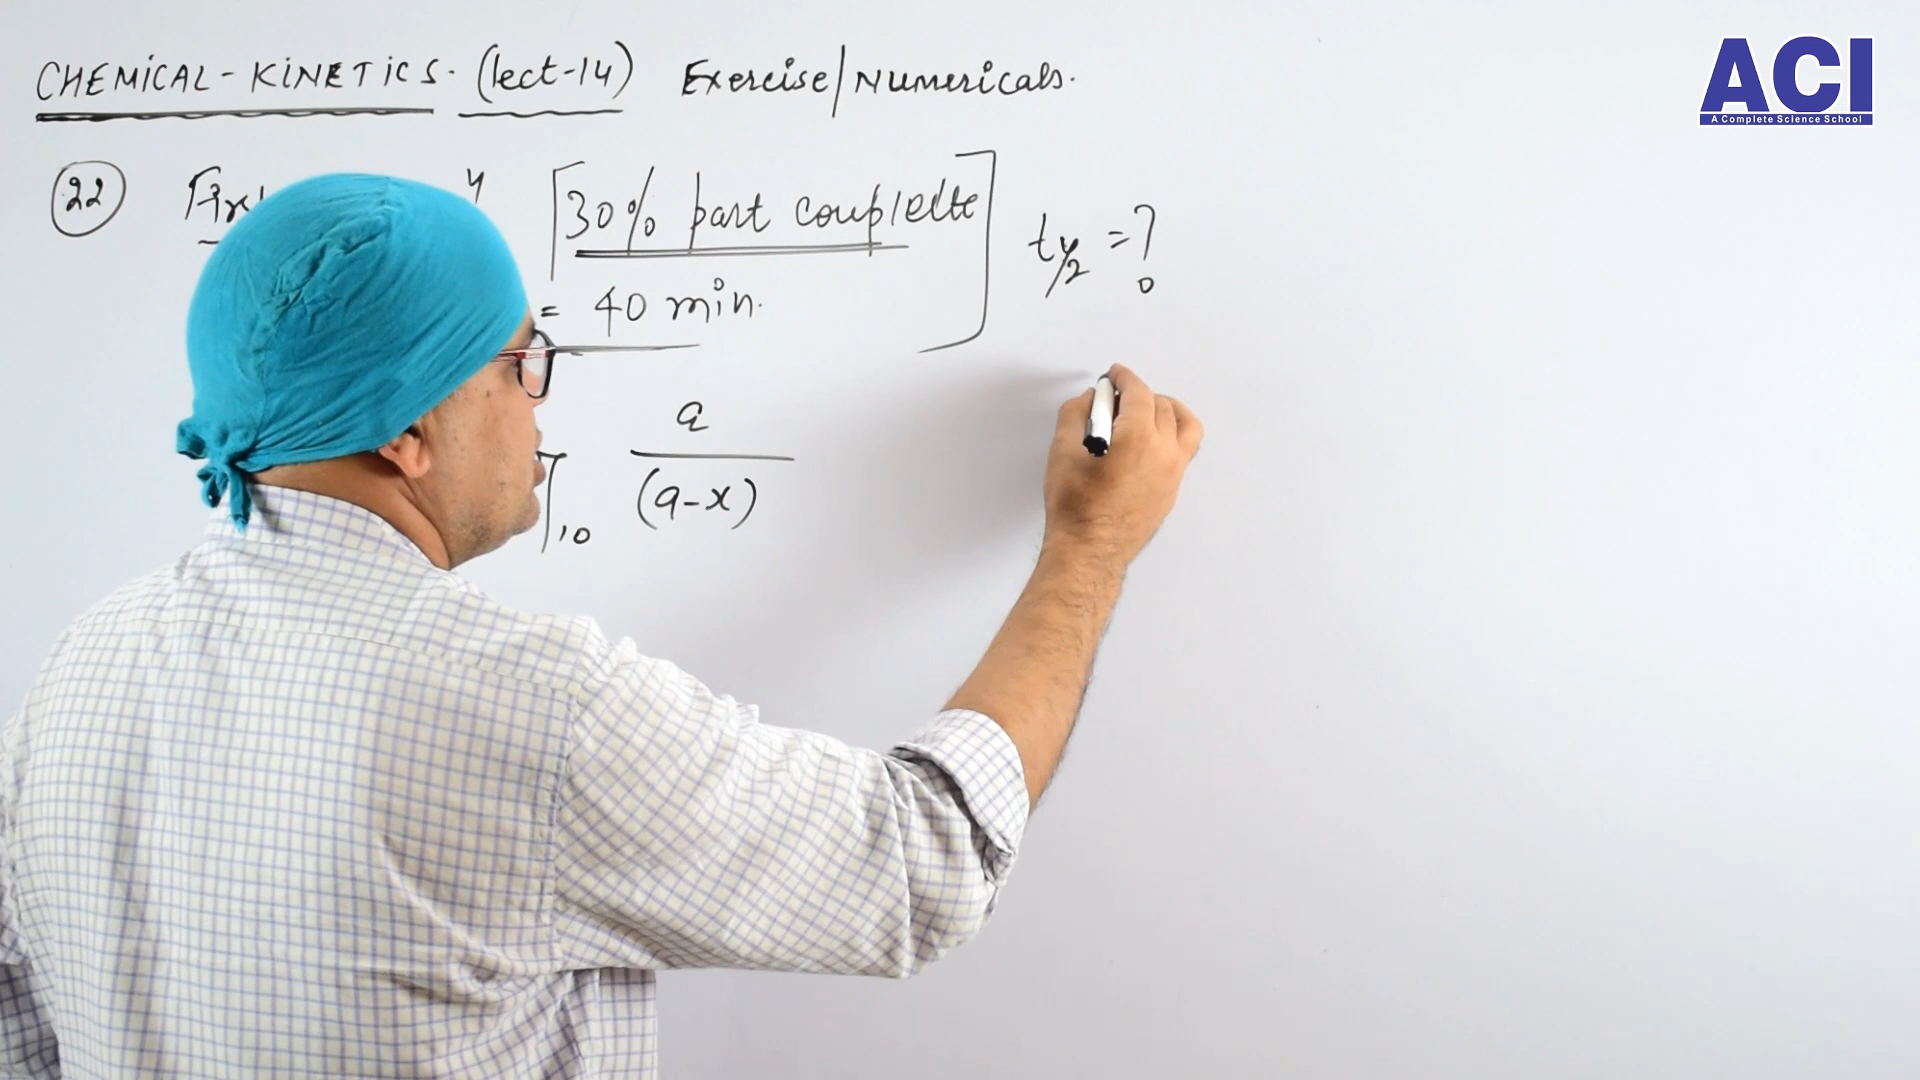 CHEMICAL-KINETICS. (lect-14) Exercise/Numericals.
ACI
A Complete Science School
22
30% part complete
t1/2 = ?
= 40 min.
a
10
(a-x)